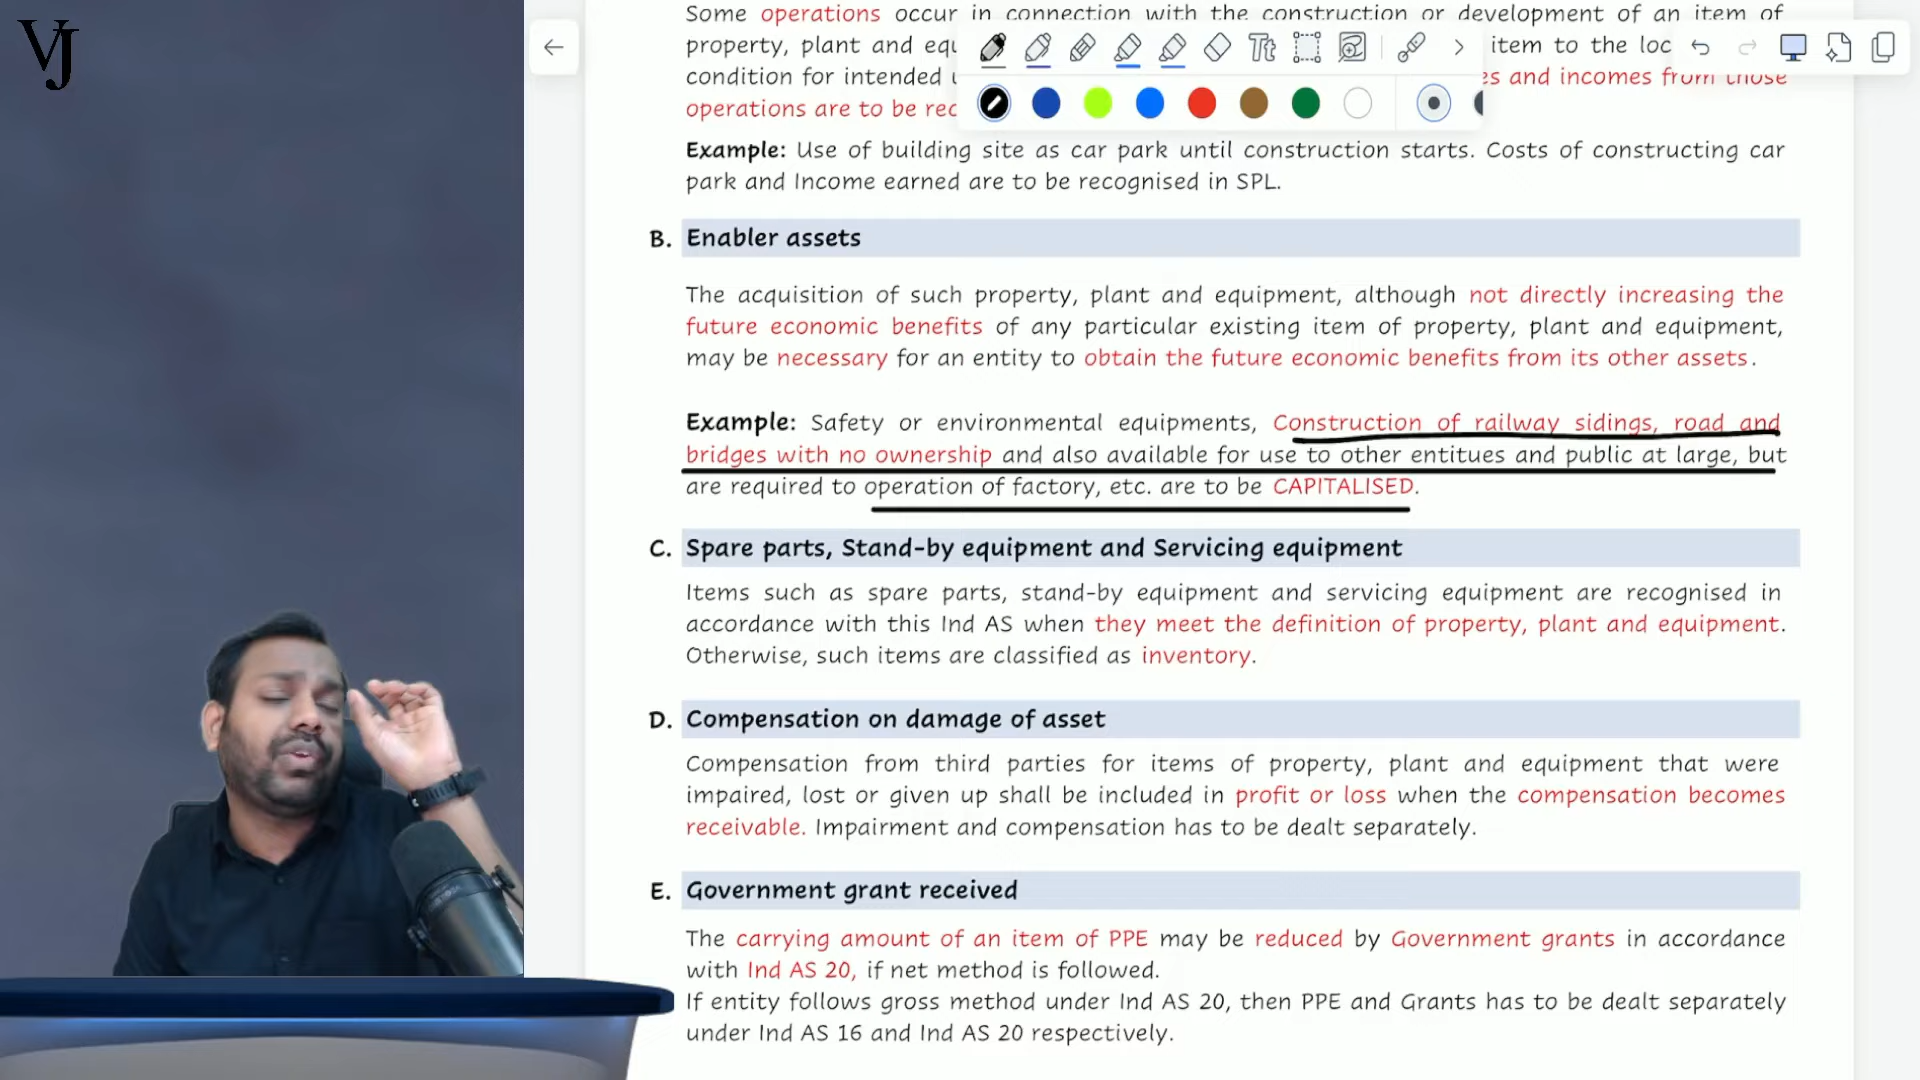 VJ
Some operations occur in connection with the construction or development of an item of
property, plant and equ item to the loc
condition for intended es and incomes from those
operations are to be rec
Example: Use of building site as car park until construction starts. Costs of constructing car
park and Income earned are to be recognised in SPL.
B. Enabler assets
The acquisition of such property, plant and equipment, although not directly increasing the
future economic benefits of any particular existing item of property, plant and equipment,
may be necessary for an entity to obtain the future economic benefits from its other assets.
Example: Safety or environmental equipments, Construction of railway sidings, road and
bridges with no ownership and also available for use to other entitues and public at large, but
are required to operation of factory, etc. are to be CAPITALISED.
C. Spare parts, Stand-by equipment and Servicing equipment
Items such as spare parts, stand-by equipment and servicing equipment are recognised in
accordance with this Ind AS when they meet the definition of property, plant and equipment.
Otherwise, such items are classified as inventory.
D. Compensation on damage of asset
Compensation from third parties for items of property, plant and equipment that were
impaired, lost or given up shall be included in profit or loss when the compensation becomes
receivable. Impairment and compensation has to be dealt separately.
E. Government grant received
The carrying amount of an item of PPE may be reduced by Government grants in accordance
with Ind AS 20, if net method is followed.
If entity follows gross method under Ind AS 20, then PPE and Grants has to be dealt separately
under Ind AS 16 and Ind AS 20 respectively.